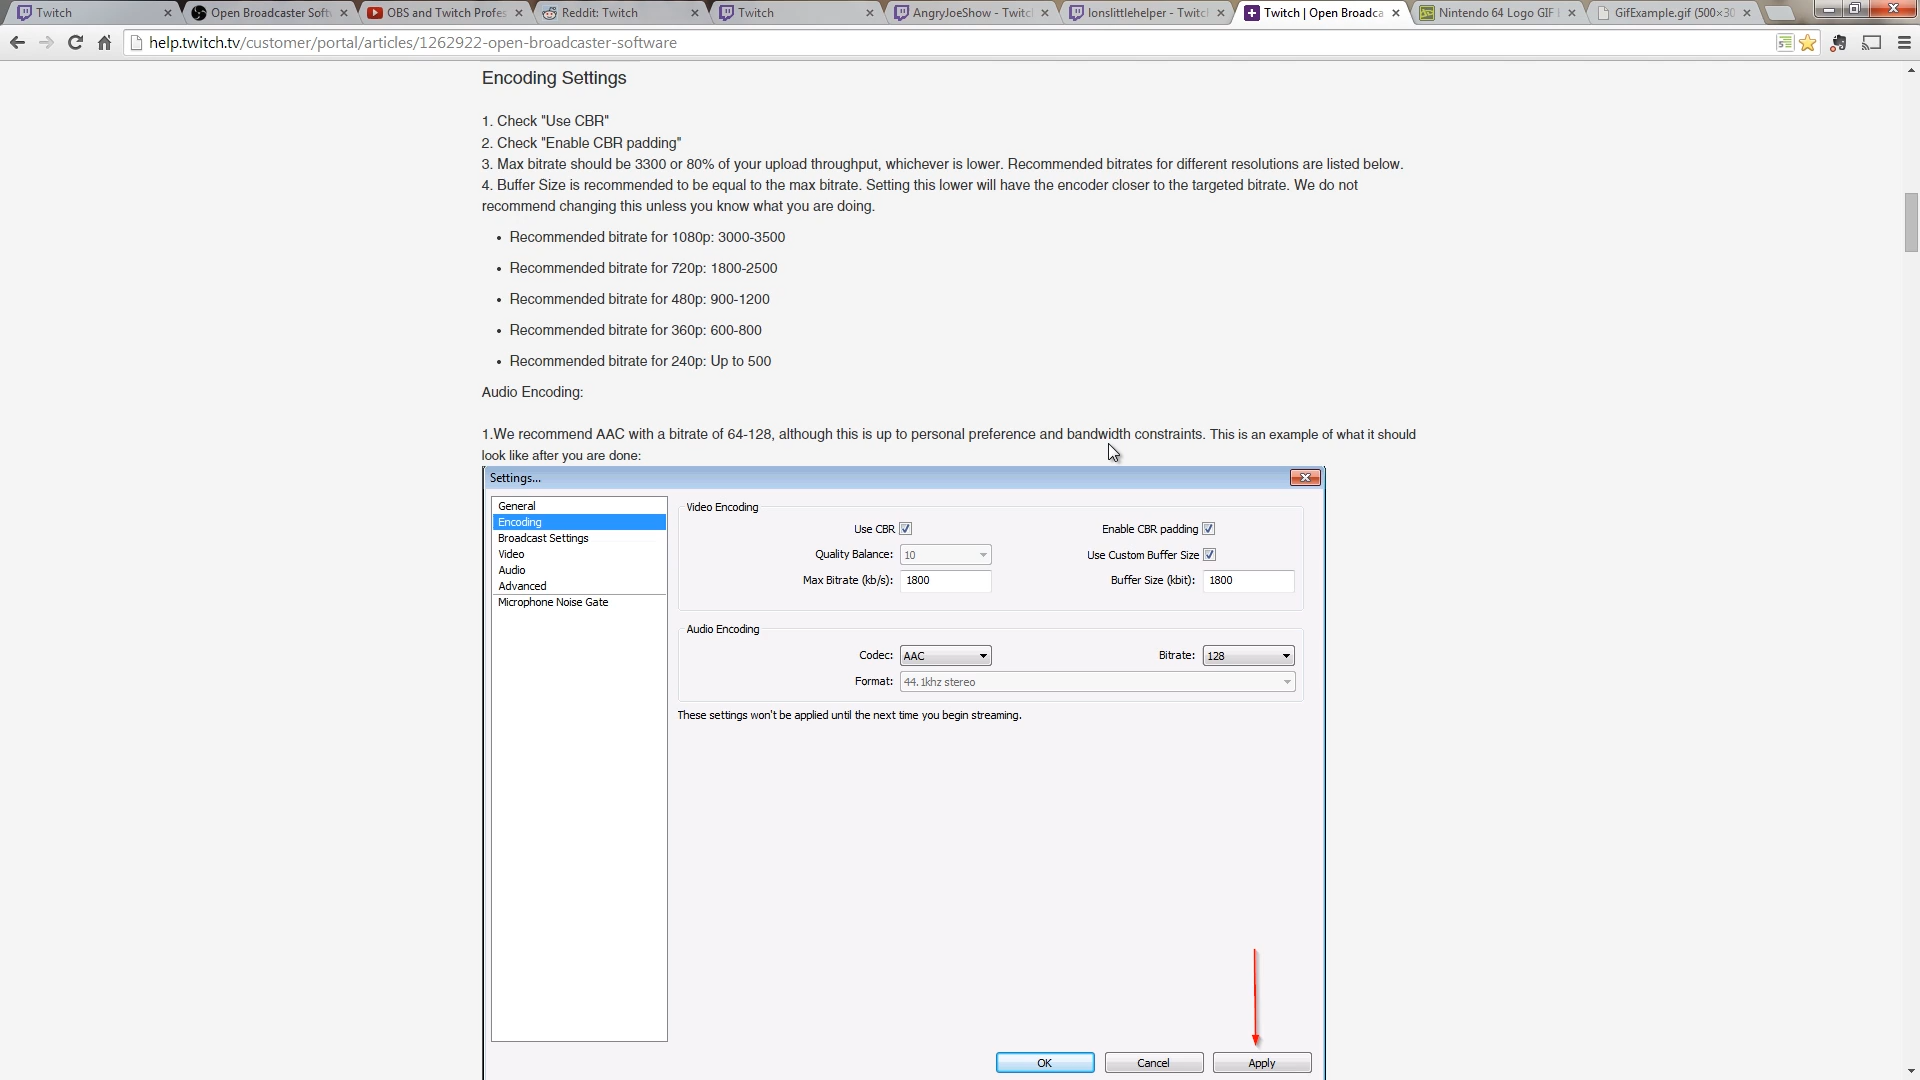 Twitch
Open Broadcaster Soft
OBS and Twitch Profes
Reddit: Twitch
Twitch
AngryJoeShow - Twitc
lonslittlehelper - Twitc
Twitch | Open Broadca
Nintendo 64 Logo GIF
GifExample.gif (500×30
help.twitch.tv/customer/portal/articles/1262922-open-broadcaster-software
Encoding Settings
1. Check "Use CBR"
2. Check "Enable CBR padding"
3. Max bitrate should be 3300 or 80% of your upload throughput, whichever is lower. Recommended bitrates for different resolutions are listed below.
4. Buffer Size is recommended to be equal to the max bitrate. Setting this lower will have the encoder closer to the targeted bitrate. We do not
recommend changing this unless you know what you are doing.
• Recommended bitrate for 1080p: 3000-3500
• Recommended bitrate for 720p: 1800-2500
• Recommended bitrate for 480p: 900-1200
• Recommended bitrate for 360p: 600-800
• Recommended bitrate for 240p: Up to 500
Audio Encoding:
1.We recommend AAC with a bitrate of 64-128, although this is up to personal preference and bandwidth constraints. This is an example of what it should
look like after you are done:
Settings...
General
Encoding
Broadcast Settings
Video
Audio
Advanced
Microphone Noise Gate
Video Encoding
Use CBR
Enable CBR padding
Quality Balance: 10
Use Custom Buffer Size
Max Bitrate (kb/s): 1800
Buffer Size (kbit): 1800
Audio Encoding
Codec: AAC
Bitrate: 128
Format: 44.1khz stereo
These settings won't be applied until the next time you begin streaming.
OK
Cancel
Apply